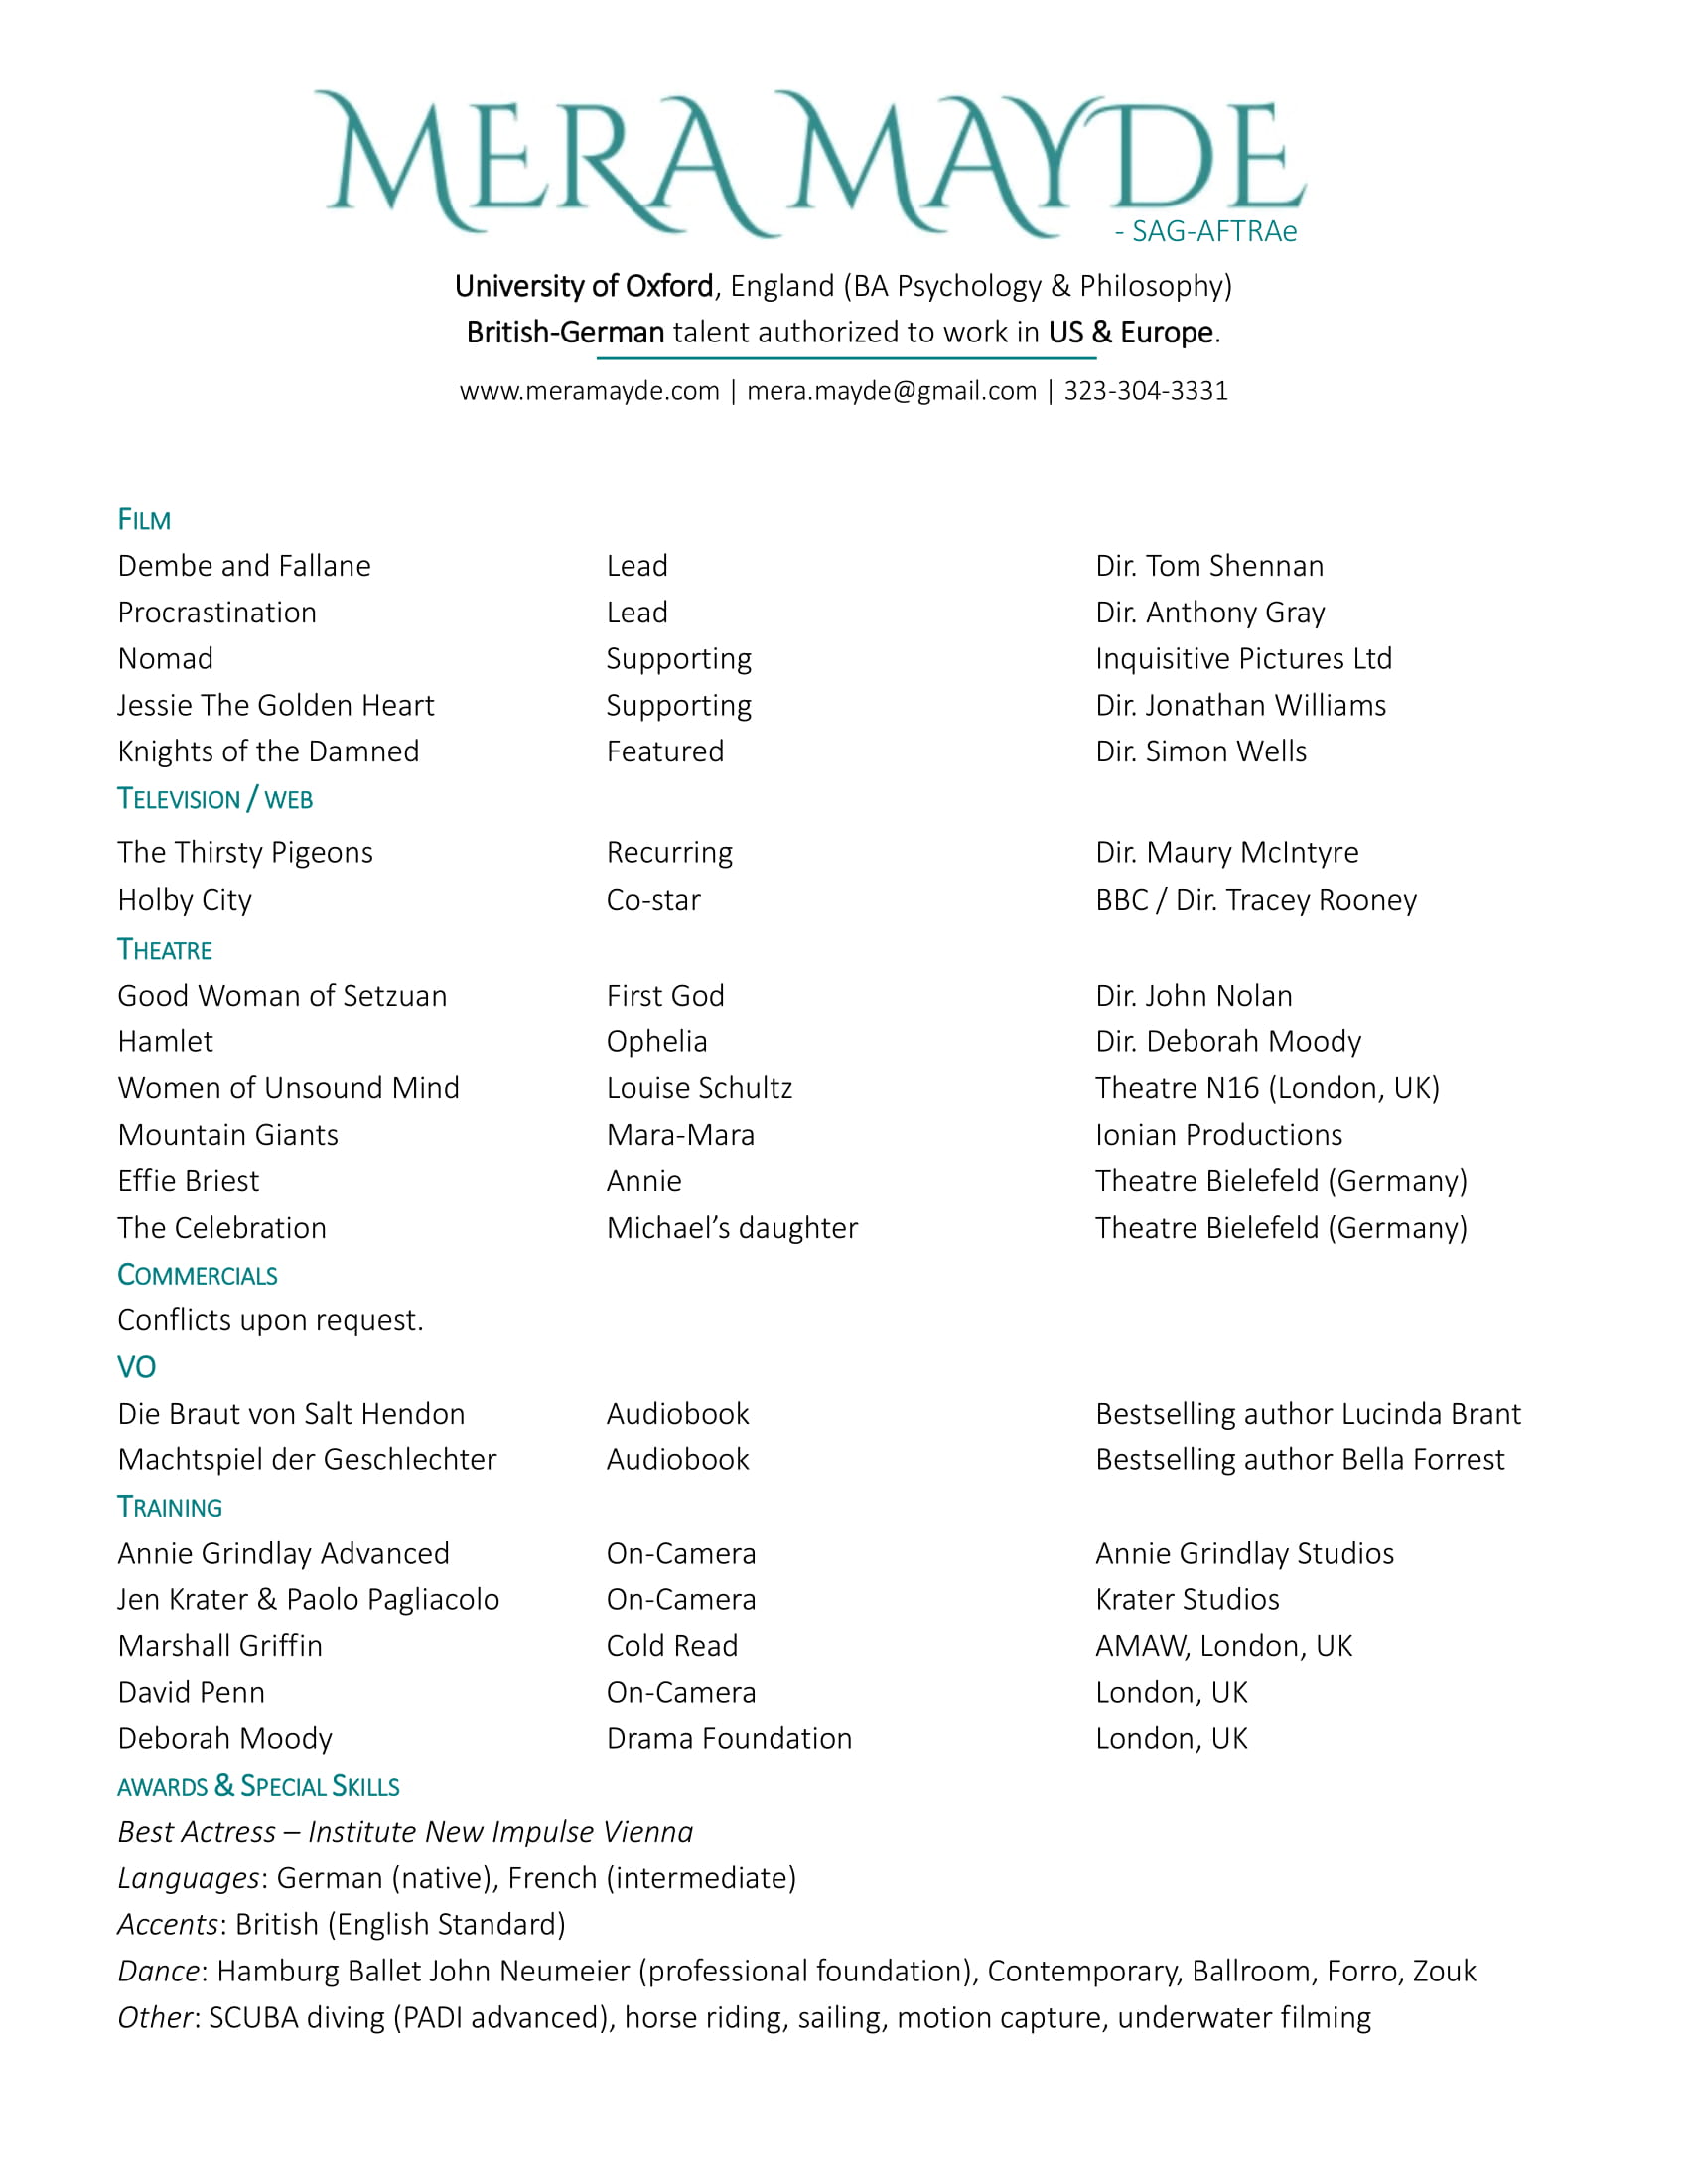 MERA MAYDE
- SAG-AFTRAe
University of Oxford, England (BA Psychology & Philosophy)
British-German talent authorized to work in US & Europe.
www.meramayde.com | mera.mayde@gmail.com | 323-304-3331
FILM
Dembe and Fallane Lead Dir. Tom Shennan
Procrastination Lead Dir. Anthony Gray
Nomad Supporting Inquisitive Pictures Ltd
Jessie The Golden Heart Supporting Dir. Jonathan Williams
Knights of the Damned Featured Dir. Simon Wells
TELEVISION / WEB
The Thirsty Pigeons Recurring Dir. Maury McIntyre
Holby City Co-star BBC / Dir. Tracey Rooney
THEATRE
Good Woman of Setzuan First God Dir. John Nolan
Hamlet Ophelia Dir. Deborah Moody
Women of Unsound Mind Louise Schultz Theatre N16 (London, UK)
Mountain Giants Mara-Mara Ionian Productions
Effie Briest Annie Theatre Bielefeld (Germany)
The Celebration Michael’s daughter Theatre Bielefeld (Germany)
COMMERCIALS
Conflicts upon request.
VO
Die Braut von Salt Hendon Audiobook Bestselling author Lucinda Brant
Machtspiel der Geschlechter Audiobook Bestselling author Bella Forrest
TRAINING
Annie Grindlay Advanced On-Camera Annie Grindlay Studios
Jen Krater & Paolo Pagliacolo On-Camera Krater Studios
Marshall Griffin Cold Read AMAW, London, UK
David Penn On-Camera London, UK
Deborah Moody Drama Foundation London, UK
AWARDS & SPECIAL SKILLS
Best Actress – Institute New Impulse Vienna
Languages: German (native), French (intermediate)
Accents: British (English Standard)
Dance: Hamburg Ballet John Neumeier (professional foundation), Contemporary, Ballroom, Forro, Zouk
Other: SCUBA diving (PADI advanced), horse riding, sailing, motion capture, underwater filming